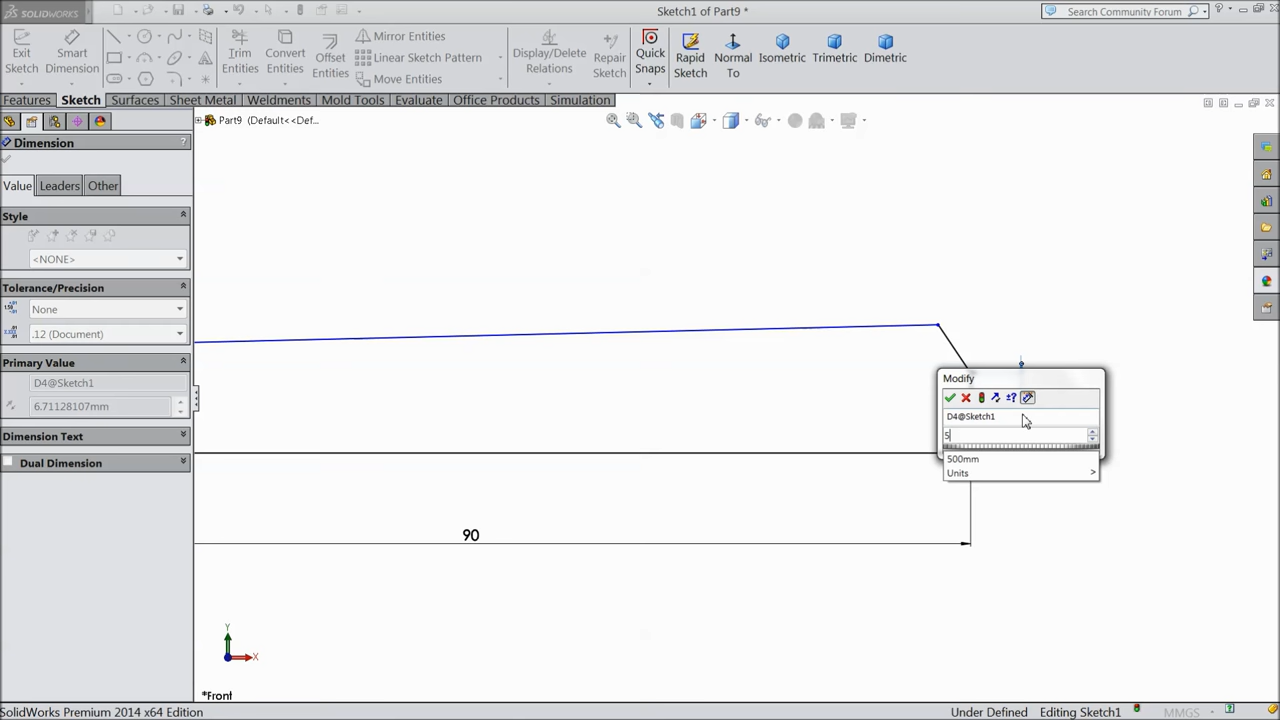 SOLIDWORKS
Sketch1 of Part9 *
Search Community Forum
Exit Sketch
Smart Dimension
Trim Entities
Convert Entities
Offset Entities
Mirror Entities
Linear Sketch Pattern
Move Entities
Display/Delete Relations
Repair Sketch
Quick Snaps
Rapid Sketch
Normal To
Isometric
Trimetric
Dimetric
Features
Sketch
Surfaces
Sheet Metal
Weldments
Mold Tools
Evaluate
Office Products
Simulation
Part9 (Default<<Def...
Dimension
?
Value
Leaders
Other
Style
<NONE>
Tolerance/Precision
None
.12 (Document)
Primary Value
D4@Sketch1
6.71128107mm
Dimension Text
Dual Dimension
Modify
D4@Sketch1
5
500mm
Units >
90
Y
X
*Front
SolidWorks Premium 2014 x64 Edition
Under Defined
Editing Sketch1
MMGS